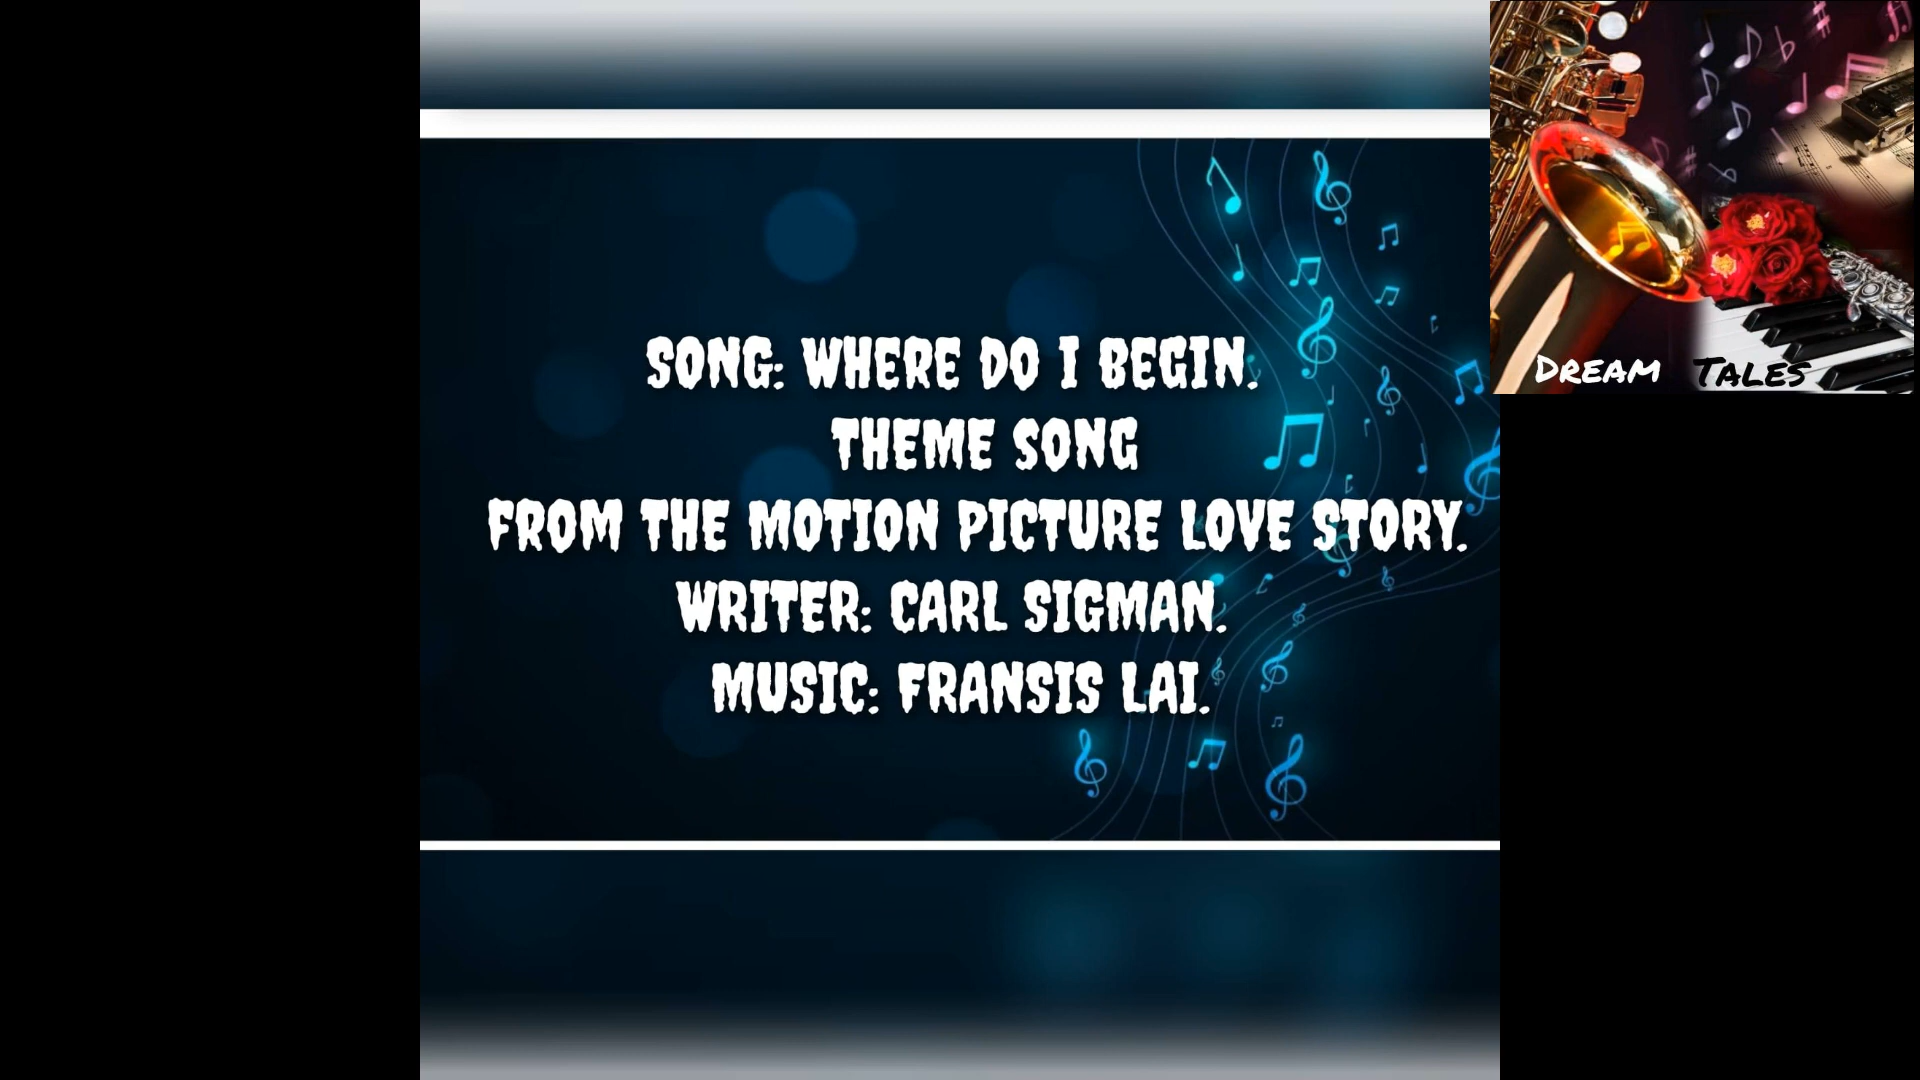 SONG: WHERE DO I BEGIN.
THEME SONG
FROM THE MOTION PICTURE LOVE STORY.
WRITER: CARL SIGMAN.
MUSIC: FRANSIS LAI.
DREAM TALES